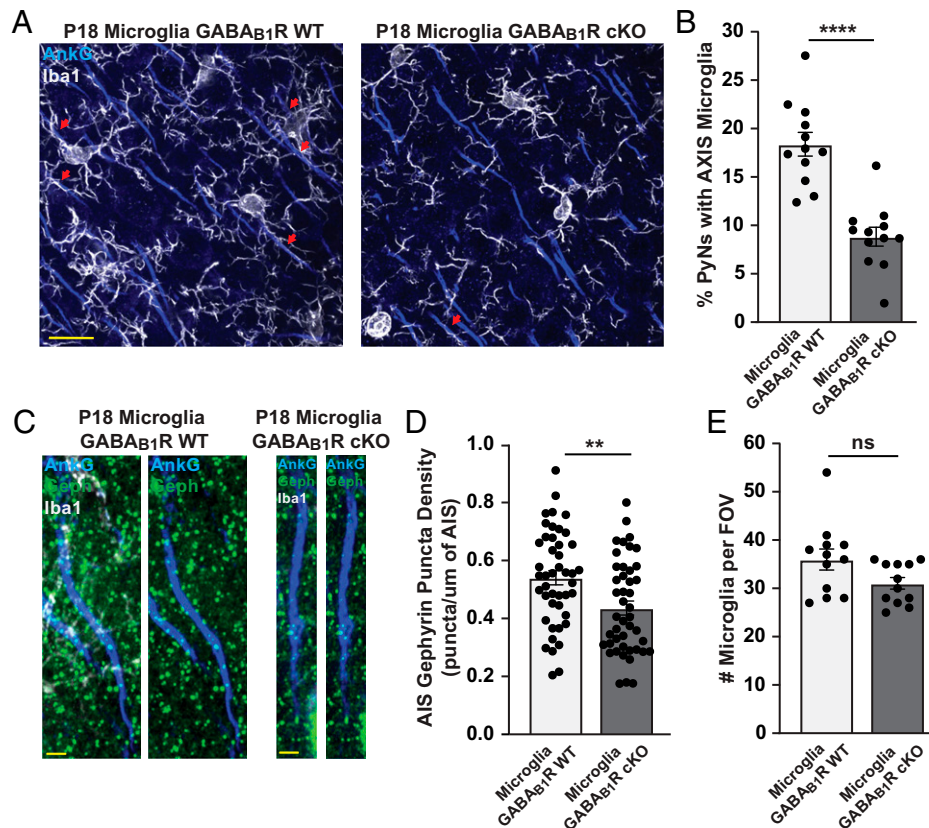 A
P18 Microglia GABAB1R WT
P18 Microglia GABAB1R cKO
AnkG
Iba1
B
****
% PyNs with AXIS Microglia
30
25
20
15
10
5
0
Microglia
GABAB1R WT
Microglia
GABAB1R cKO
C
P18 Microglia
GABAB1R WT
P18 Microglia
GABAB1R cKO
AnkG
Geph
Iba1
AnkG
Geph
AnkG
Geph
Iba1
AnkG
Geph
D
**
AIS Gephyrin Puncta Density
(puncta/um of AIS)
1.0
0.8
0.6
0.4
0.2
0.0
Microglia
GABAB1R WT
Microglia
GABAB1R cKO
E
ns
# Microglia per FOV
60
50
40
30
20
10
0
Microglia
GABAB1R WT
Microglia
GABAB1R cKO